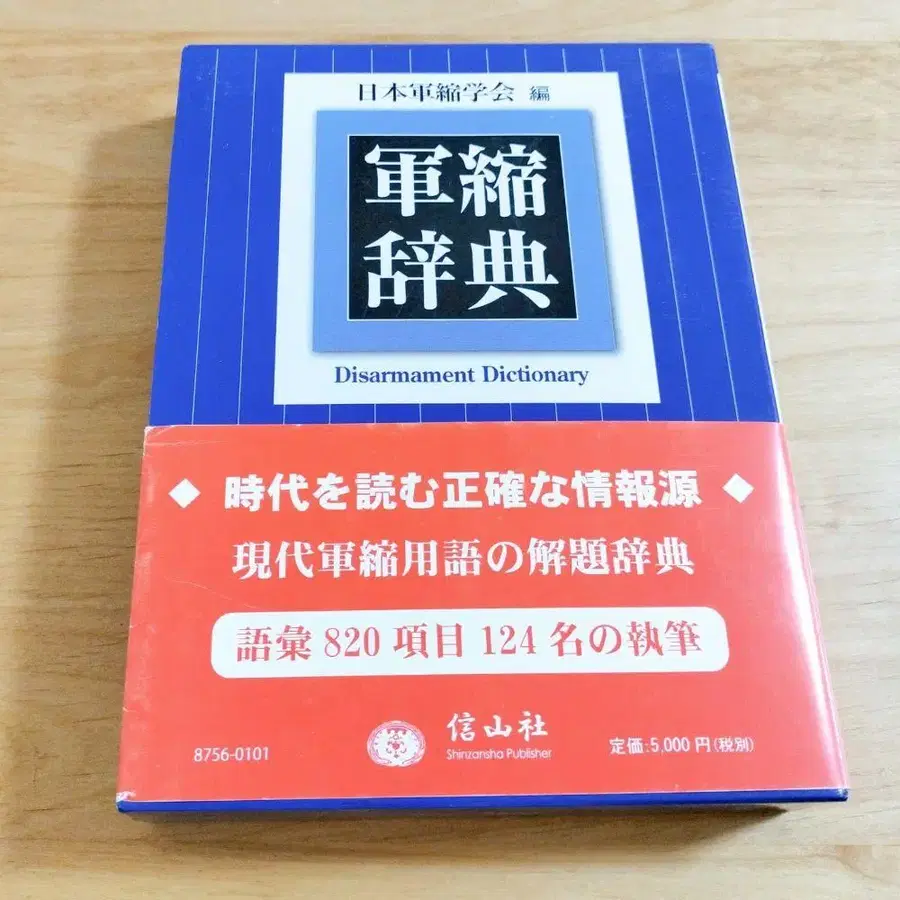 日本軍縮学会 編
軍縮
辞典
Disarmament Dictionary
◆ 時代を読む正確な情報源 ◆
現代軍縮用語の解題辞典
語彙 820 項目 124 名の執筆
信山社
Shinzansha Publisher
8756-0101
定価:5,000円(税別)